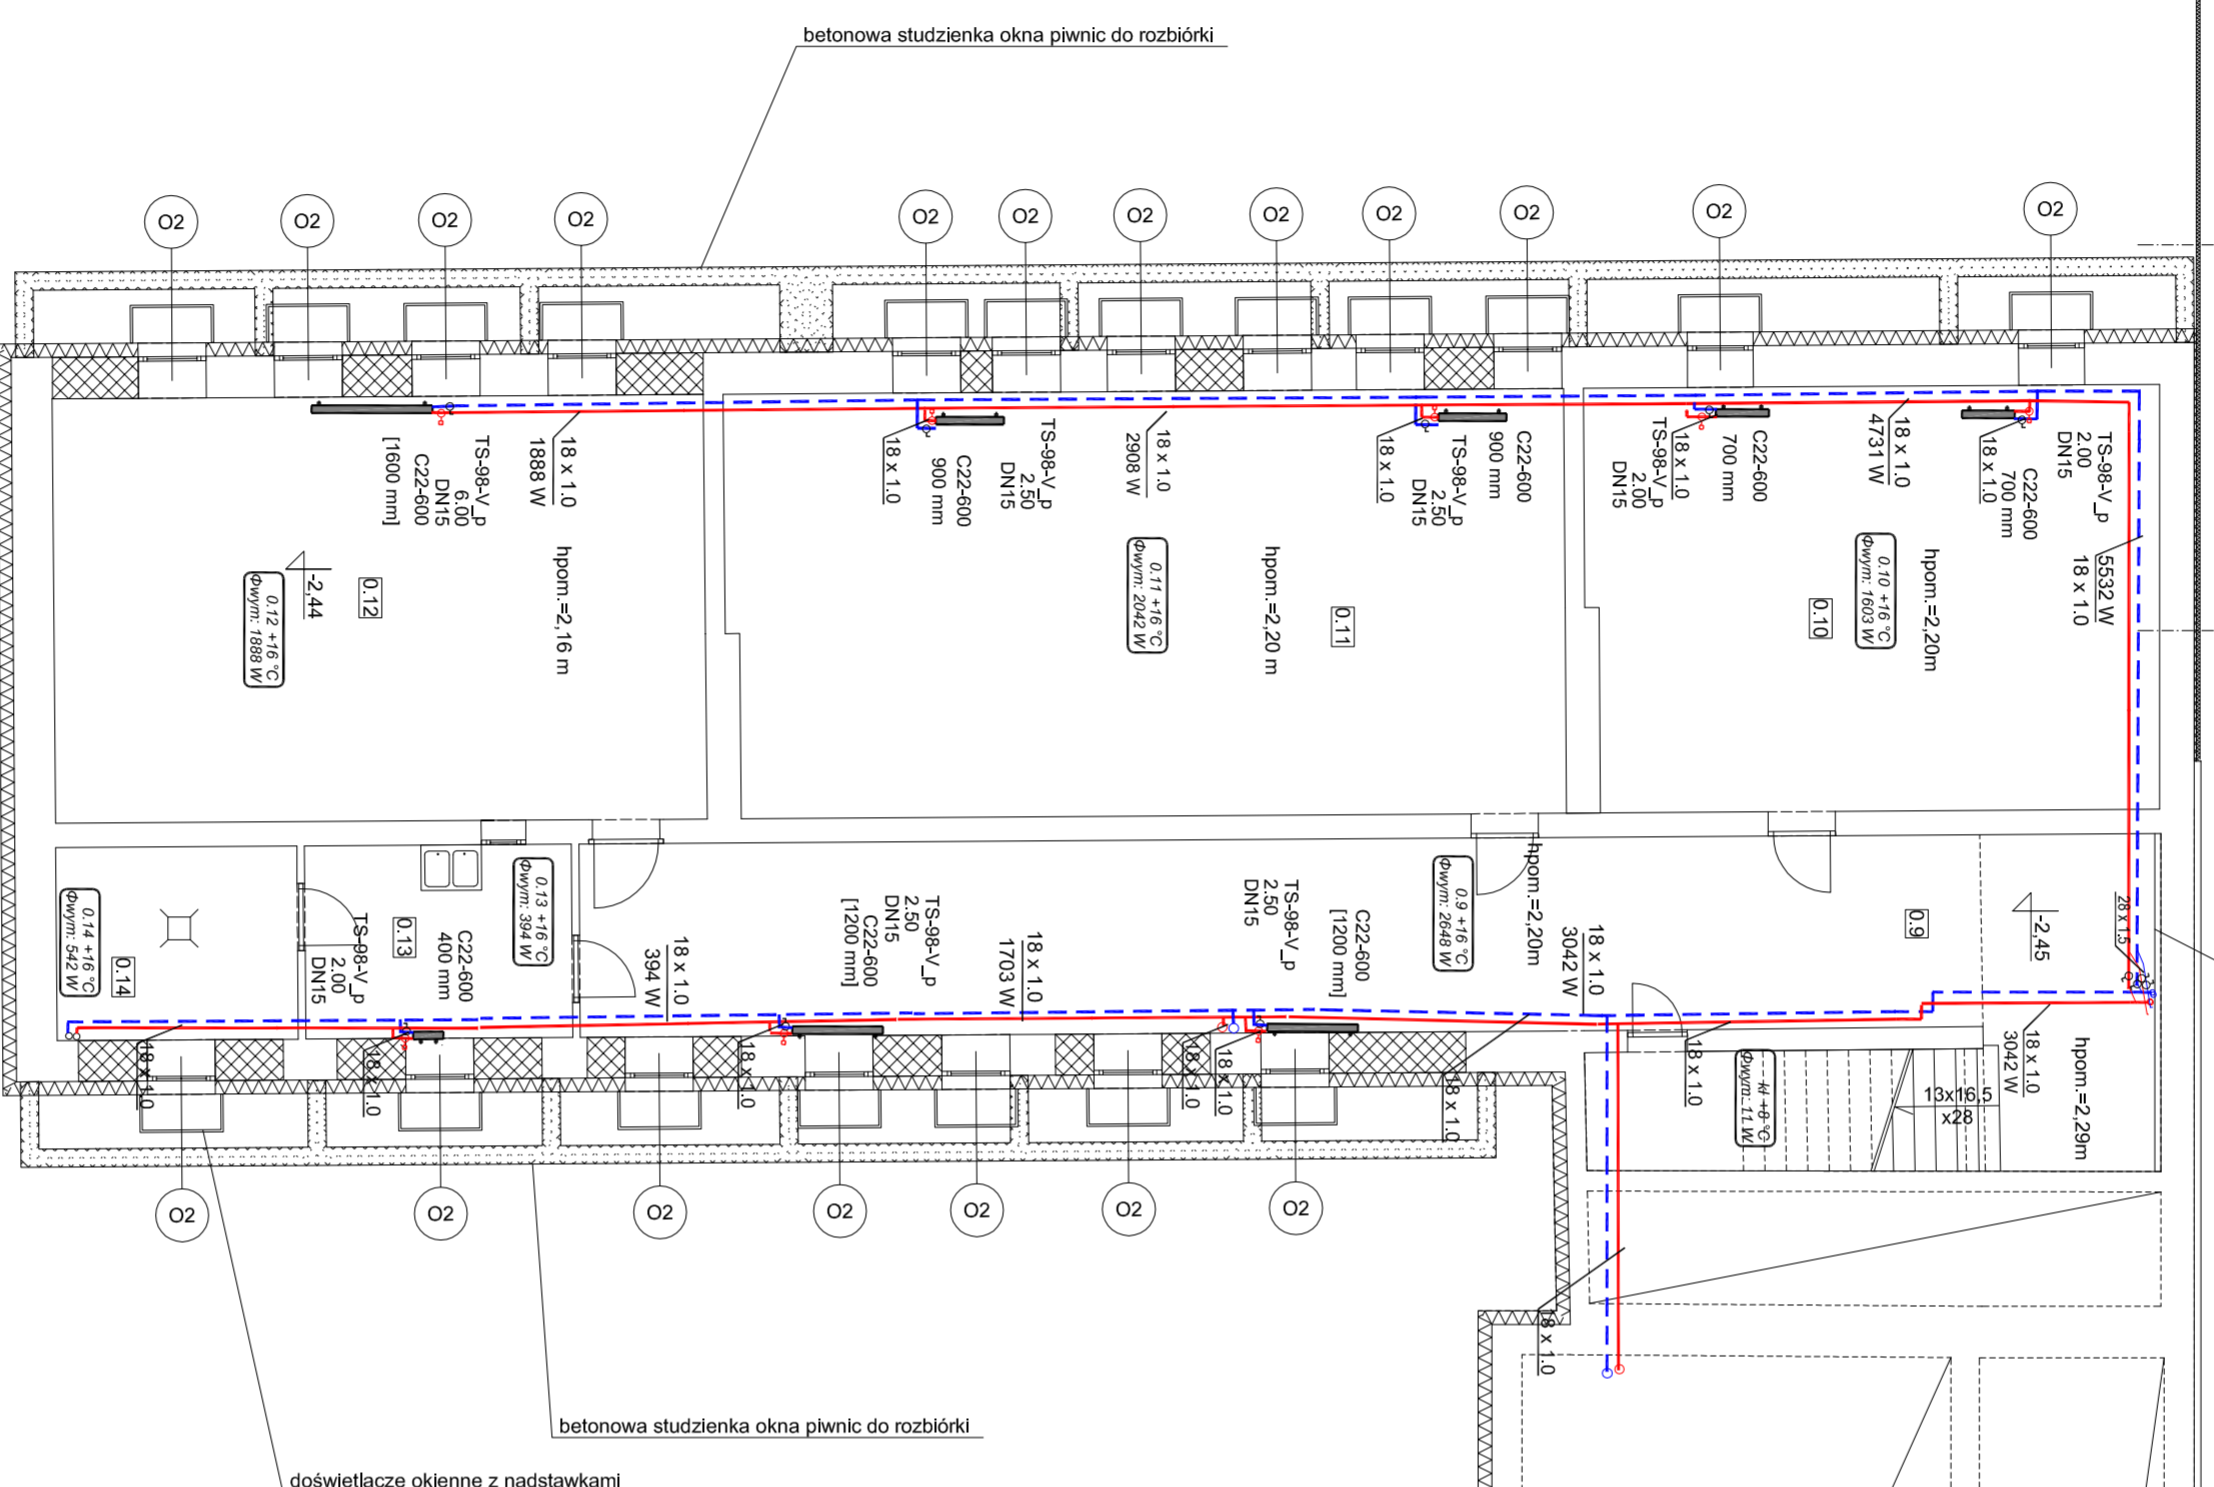 betonowa studzienka okna piwnic do rozbiórki
O2
O2
O2
O2
O2
O2
O2
O2
O2
O2
O2
O2
TS-98-V_p
6.00
DN15
C22-600
[1600 mm]
18 x 1.0
1888 W
hpom.=2,16 m
0.12
-2,44
0.12 +16 °C
Φwym: 1888 W
18 x 1.0
C22-600
900 mm
TS-98-V_p
2.50
DN15
18 x 1.0
2908 W
0.11 +16 °C
Φwym: 2042 W
hpom.=2,20 m
0.11
18 x 1.0
C22-600
900 mm
TS-98-V_p
2.50
DN15
C22-600
700 mm
18 x 1.0
TS-98-V_p
2.00
DN15
18 x 1.0
4731 W
0.10 +16 °C
Φwym: 1603 W
hpom.=2,20m
0.10
18 x 1.0
C22-600
700 mm
TS-98-V_p
2.00
DN15
5532 W
18 x 1.0
28 x 1.5
0.14 +16 °C
Φwym: 542 W
0.14
18 x 1.0
TS-98-V_p
2.00
DN15
0.13
C22-600
400 mm
18 x 1.0
0.13 +16 °C
Φwym: 394 W
18 x 1.0
394 W
18 x 1.0
TS-98-V_p
2.50
DN15
C22-600
[1200 mm]
18 x 1.0
1703 W
18 x 1.0
18 x 1.0
TS-98-V_p
2.50
DN15
C22-600
[1200 mm]
0.9 +16 °C
Φwym: 2648 W
hpom.=2,20m
18 x 1.0
3042 W
18 x 1.0
18 x 1.0
0.9
-2,45
kl +8 °C
Φwym: 11 W
13x16,5
x28
18 x 1.0
3042 W
hpom.=2,29m
18 x 1.0
O2
O2
O2
O2
O2
O2
O2
betonowa studzienka okna piwnic do rozbiórki
doświetlacze okienne z nadstawkami